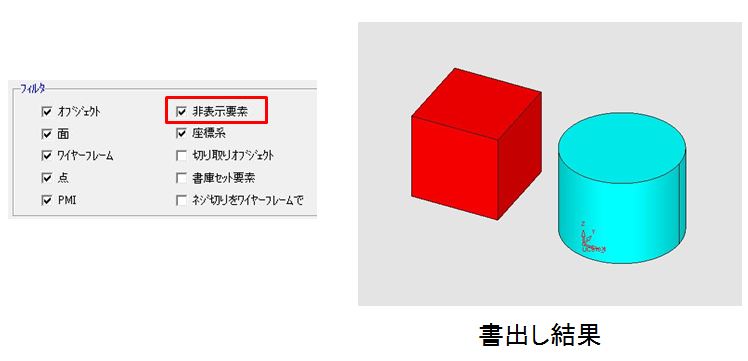 フィルタ
オブジェクト
非表示要素
面
座標系
ワイヤーフレーム
切り取りオブジェクト
点
書庫セット要素
PMI
ネジ切りをワイヤーフレームで
Z
Y
書出し結果